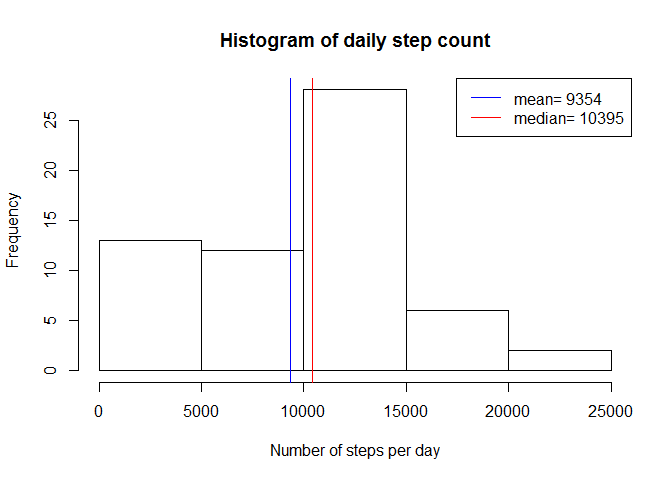 Histogram of daily step count
mean= 9354
median= 10395
Frequency
25
20
15
10
5
0
0 5000 10000 15000 20000 25000
Number of steps per day